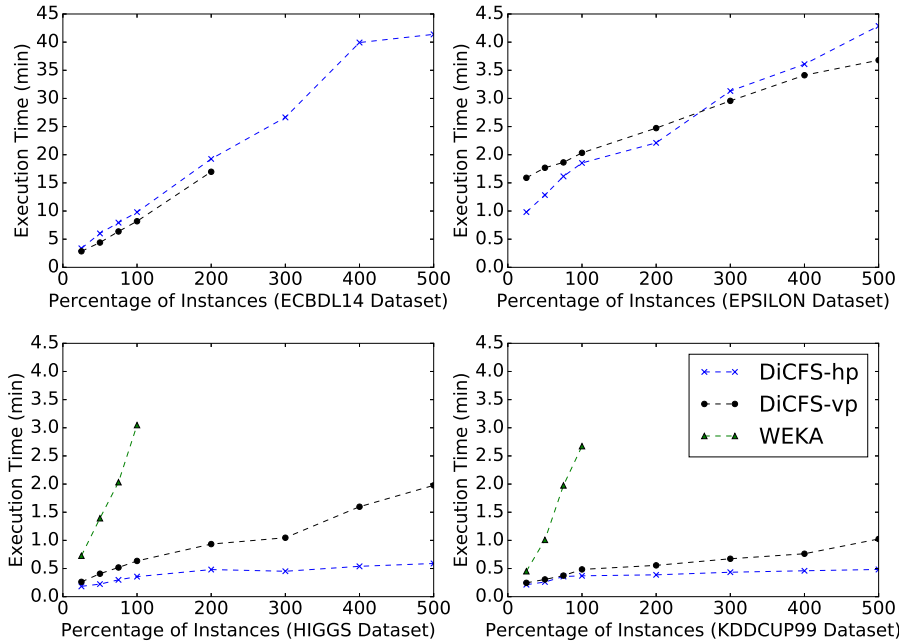 45
40
35
30
25
20
15
10
5
0
Execution Time (min)
0 100 200 300 400 500
Percentage of Instances (ECBDL14 Dataset)
4.5
4.0
3.5
3.0
2.5
2.0
1.5
1.0
0.5
0.0
Execution Time (min)
0 100 200 300 400 500
Percentage of Instances (EPSILON Dataset)
4.5
4.0
3.5
3.0
2.5
2.0
1.5
1.0
0.5
0.0
Execution Time (min)
0 100 200 300 400 500
Percentage of Instances (HIGGS Dataset)
4.5
4.0
3.5
3.0
2.5
2.0
1.5
1.0
0.5
0.0
Execution Time (min)
DiCFS-hp
DiCFS-vp
WEKA
0 100 200 300 400 500
Percentage of Instances (KDDCUP99 Dataset)